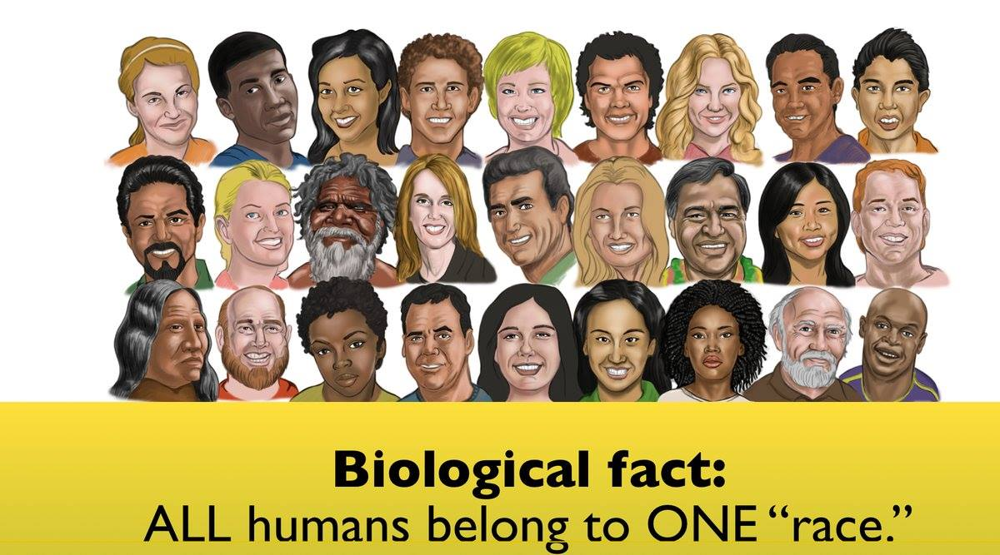 Biological fact:
ALL humans belong to ONE “race.”